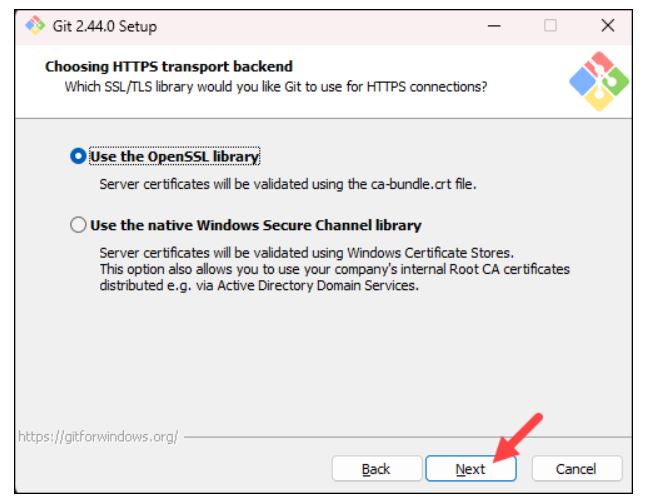 Git 2.44.0 Setup
Choosing HTTPS transport backend
Which SSL/TLS library would you like Git to use for HTTPS connections?
Use the OpenSSL library
Server certificates will be validated using the ca-bundle.crt file.
Use the native Windows Secure Channel library
Server certificates will be validated using Windows Certificate Stores.
This option also allows you to use your company's internal Root CA certificates
distributed e.g. via Active Directory Domain Services.
https://gitforwindows.org/
Back Next Cancel